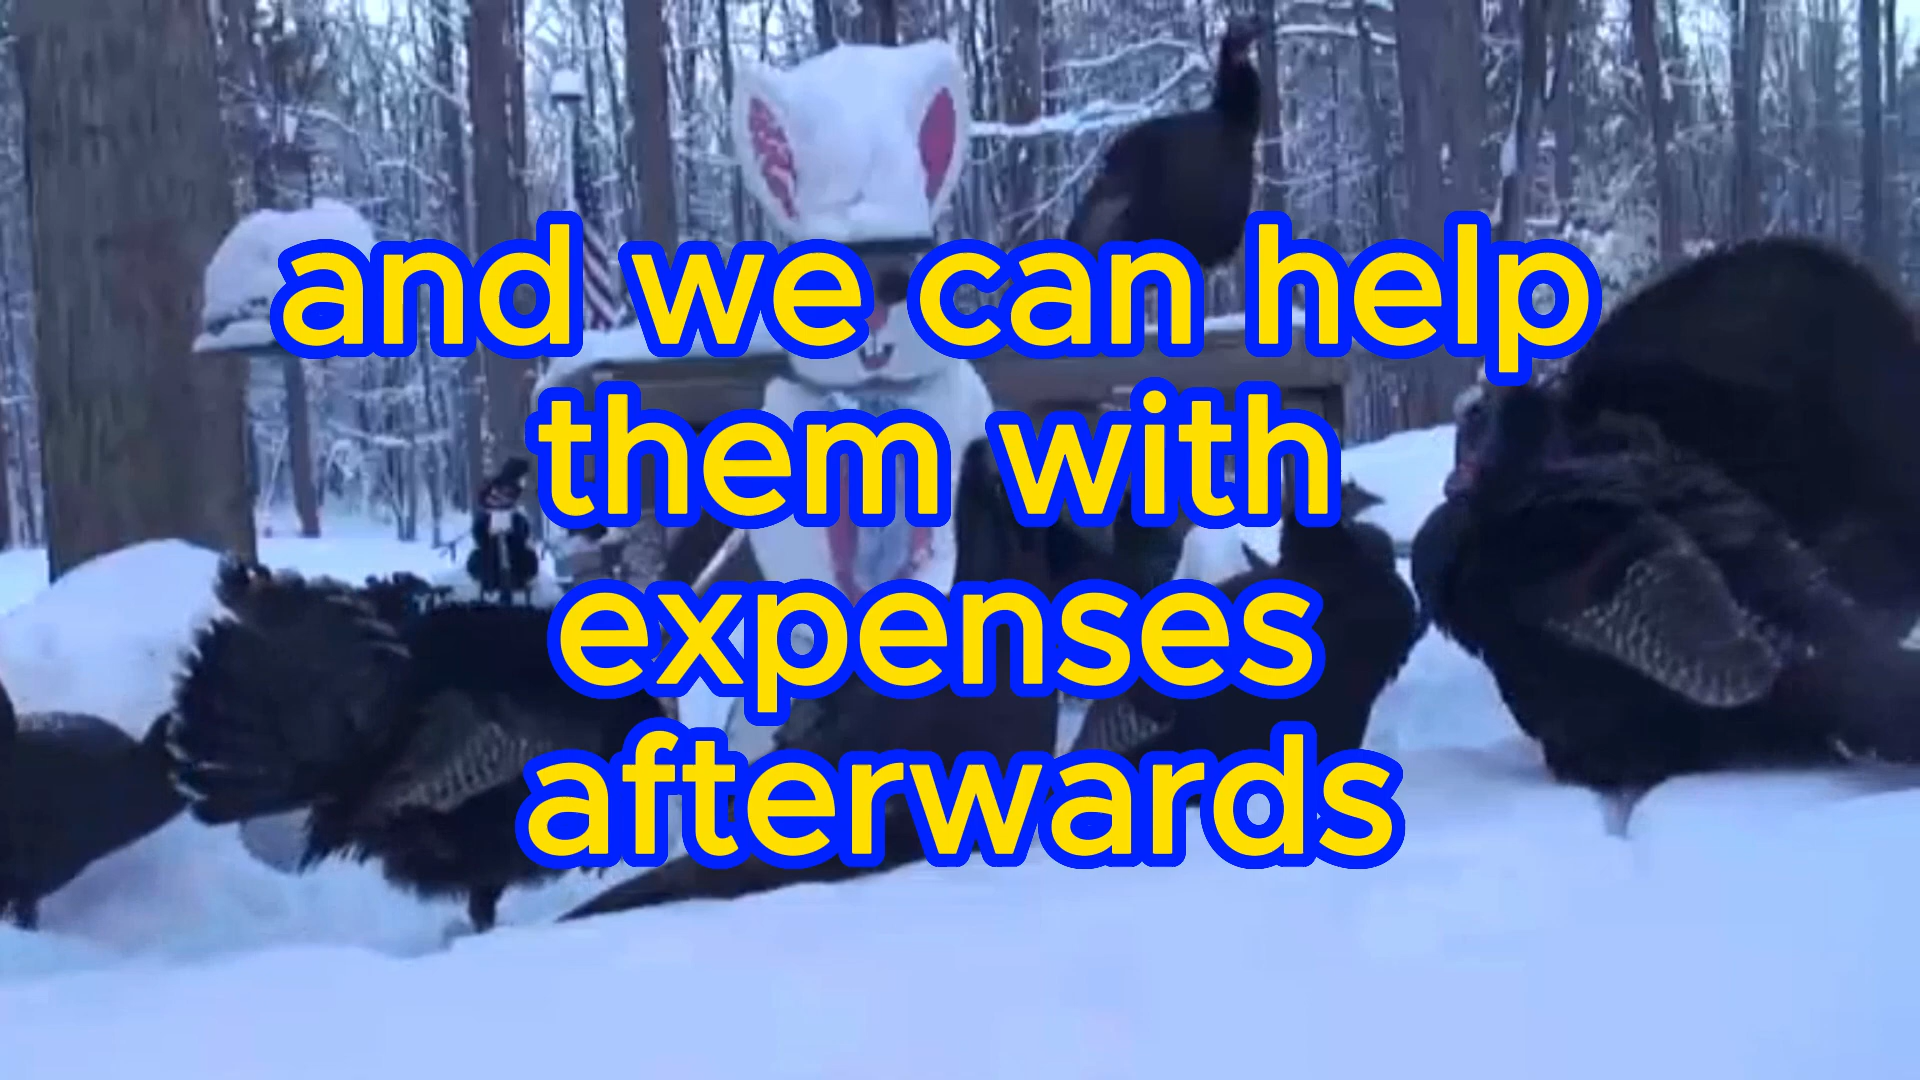 and we can help
them with
expenses
afterwards